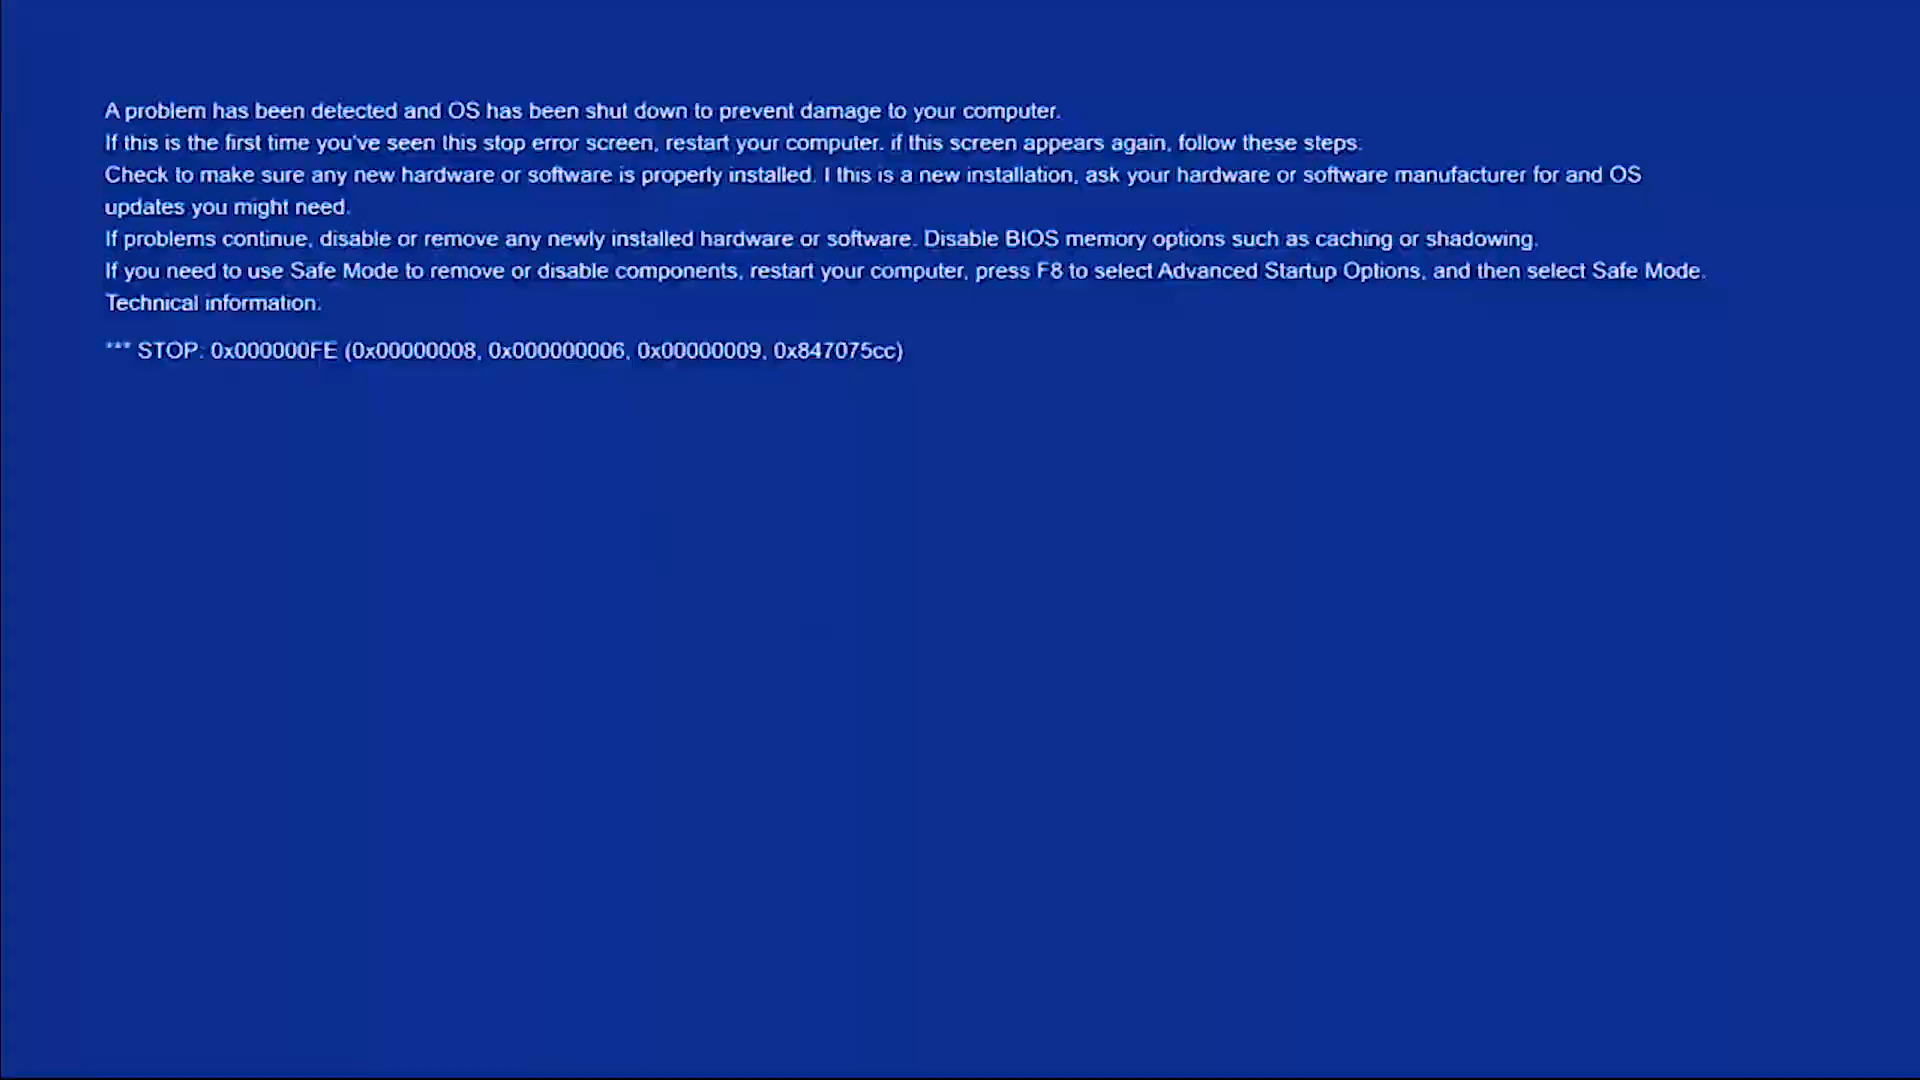 A problem has been detected and OS has been shut down to prevent damage to your computer.
If this is the first time you've seen this stop error screen, restart your computer. if this screen appears again, follow these steps:
Check to make sure any new hardware or software is properly installed. I this is a new installation, ask your hardware or software manufacturer for and OS
updates you might need.
If problems continue, disable or remove any newly installed hardware or software. Disable BIOS memory options such as caching or shadowing.
If you need to use Safe Mode to remove or disable components, restart your computer, press F8 to select Advanced Startup Options, and then select Safe Mode.
Technical information:
*** STOP: 0x000000FE (0x00000008, 0x000000006, 0x00000009, 0x847075cc)